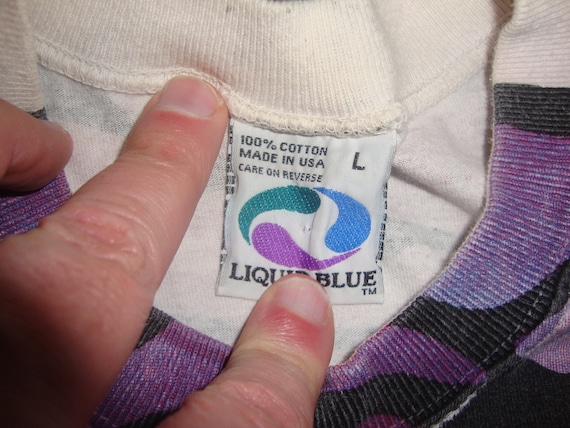 100% COTTON
MADE IN USA
CARE ON REVERSE
L
LIQUID BLUE
TM